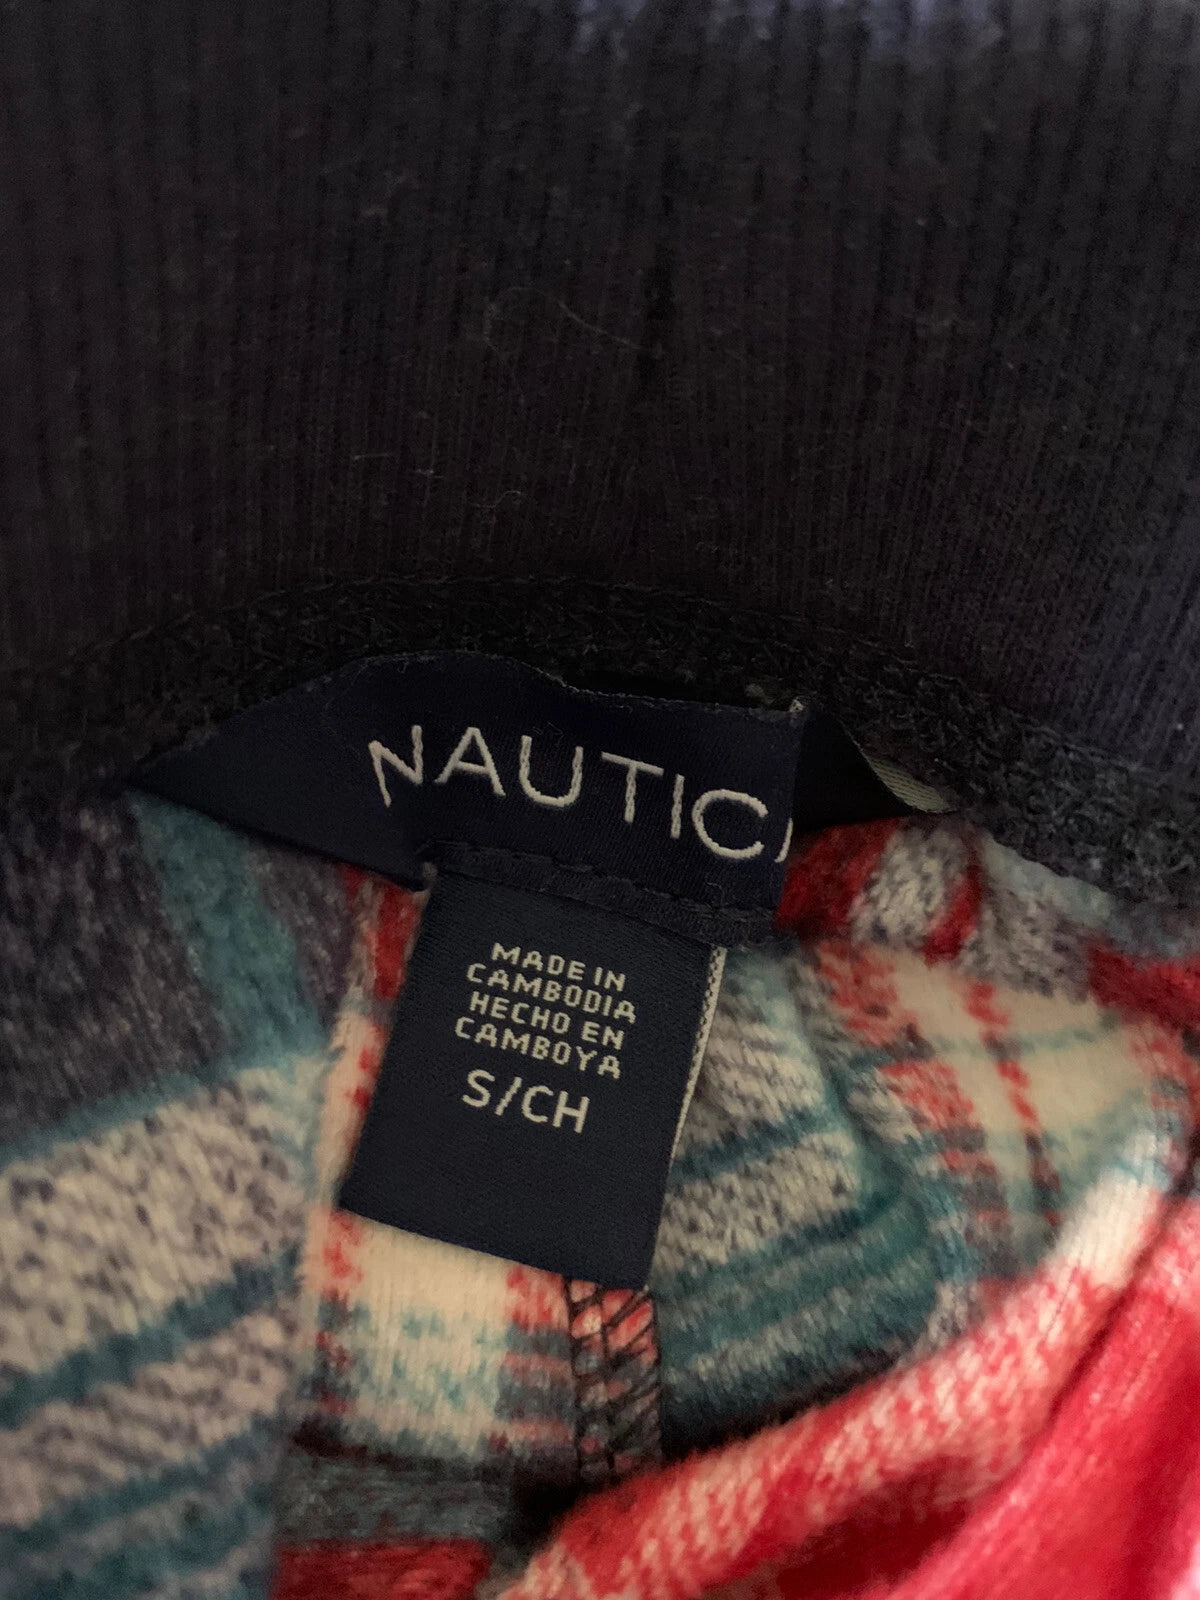 NAUTICA
MADE IN
CAMBODIA
HECHO EN
CAMBOYA
S/CH